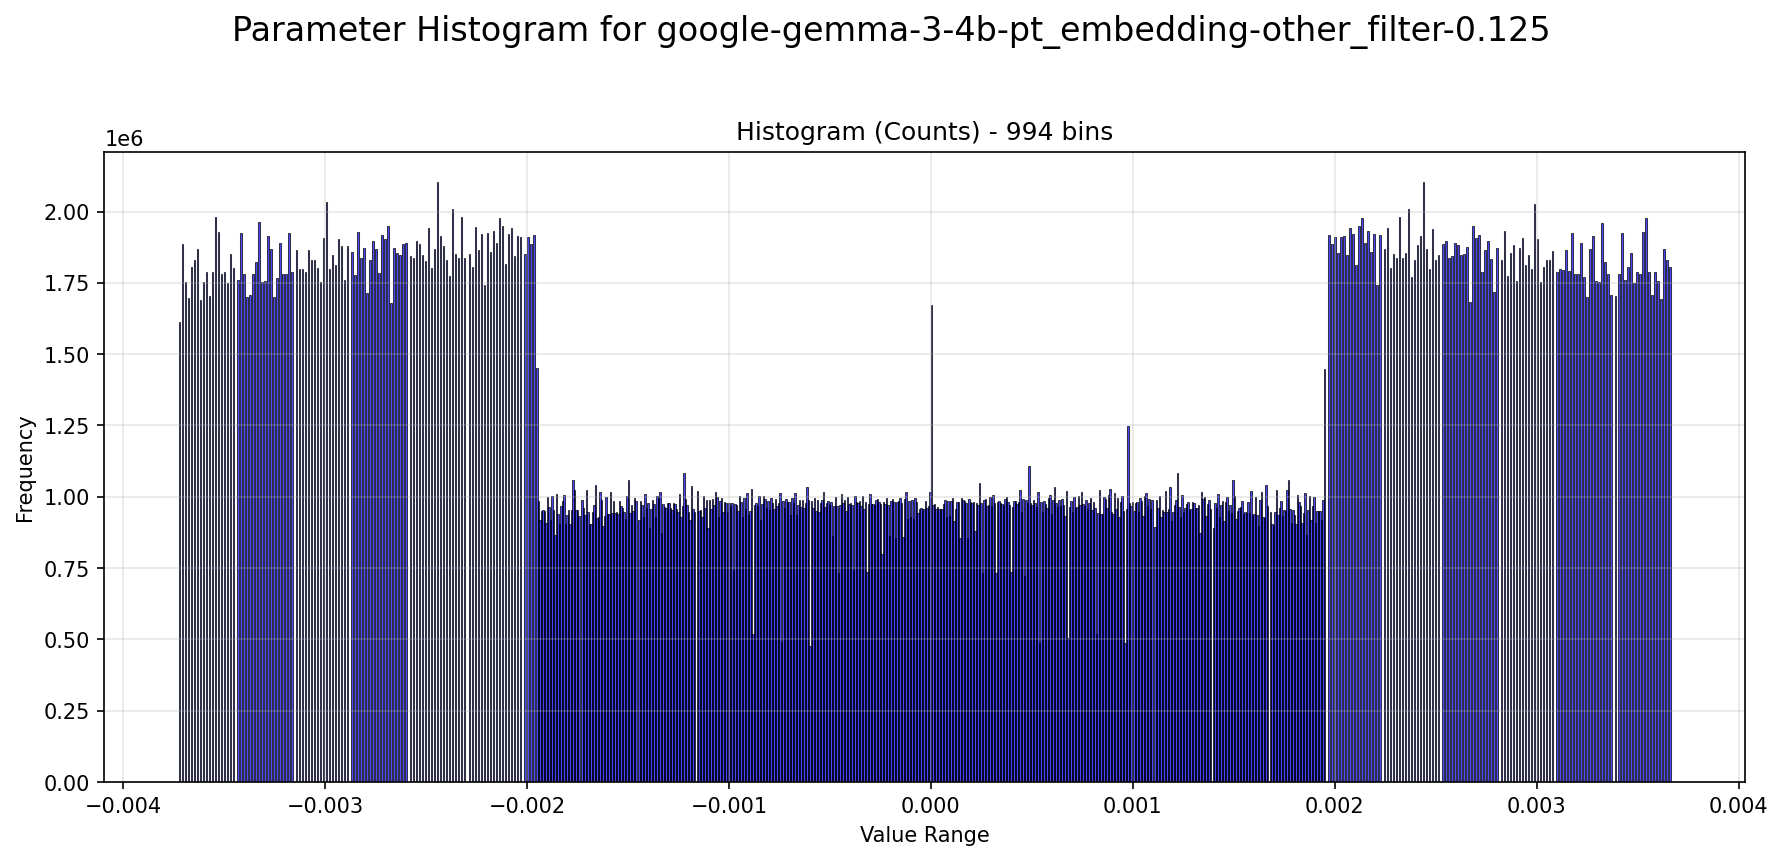 Parameter Histogram for google-gemma-3-4b-pt_embedding-other_filter-0.125
Histogram (Counts) - 994 bins
1e6
2.00
1.75
1.50
1.25
1.00
0.75
0.50
0.25
0.00
Frequency
−0.004 −0.003 −0.002 −0.001 0.000 0.001 0.002 0.003 0.004
Value Range